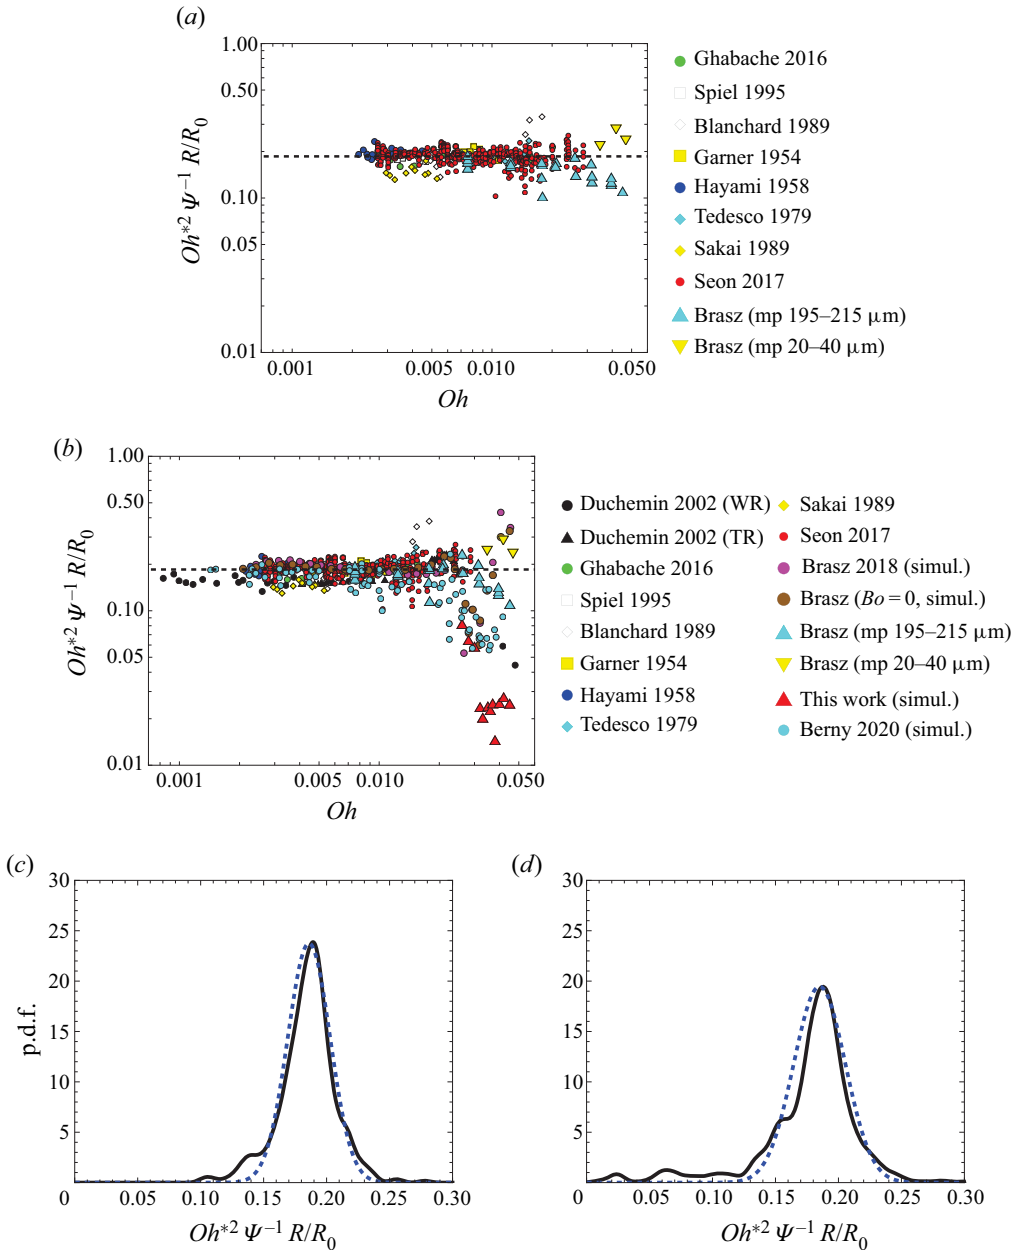 (a)
1.00
0.50
0.10
0.05
0.01
Oh*2 Ψ−1 R/R0
0.001
0.005
0.010
0.050
Oh
Ghabache 2016
Spiel 1995
Blanchard 1989
Garner 1954
Hayami 1958
Tedesco 1979
Sakai 1989
Seon 2017
Brasz (mp 195–215 μm)
Brasz (mp 20–40 μm)
(b)
1.00
0.50
0.10
0.05
0.01
Oh*2 Ψ−1 R/R0
0.001
0.005
0.010
0.050
Oh
Duchemin 2002 (WR)
Duchemin 2002 (TR)
Ghabache 2016
Spiel 1995
Blanchard 1989
Garner 1954
Hayami 1958
Tedesco 1979
Sakai 1989
Seon 2017
Brasz 2018 (simul.)
Brasz (Bo = 0, simul.)
Brasz (mp 195–215 μm)
Brasz (mp 20–40 μm)
This work (simul.)
Berny 2020 (simul.)
(c)
30
25
20
15
10
5
p.d.f.
0
0.05
0.10
0.15
0.20
0.30
Oh*2 Ψ−1 R/R0
(d)
30
25
20
15
10
5
0
0.05
0.10
0.15
0.20
0.30
Oh*2 Ψ−1 R/R0